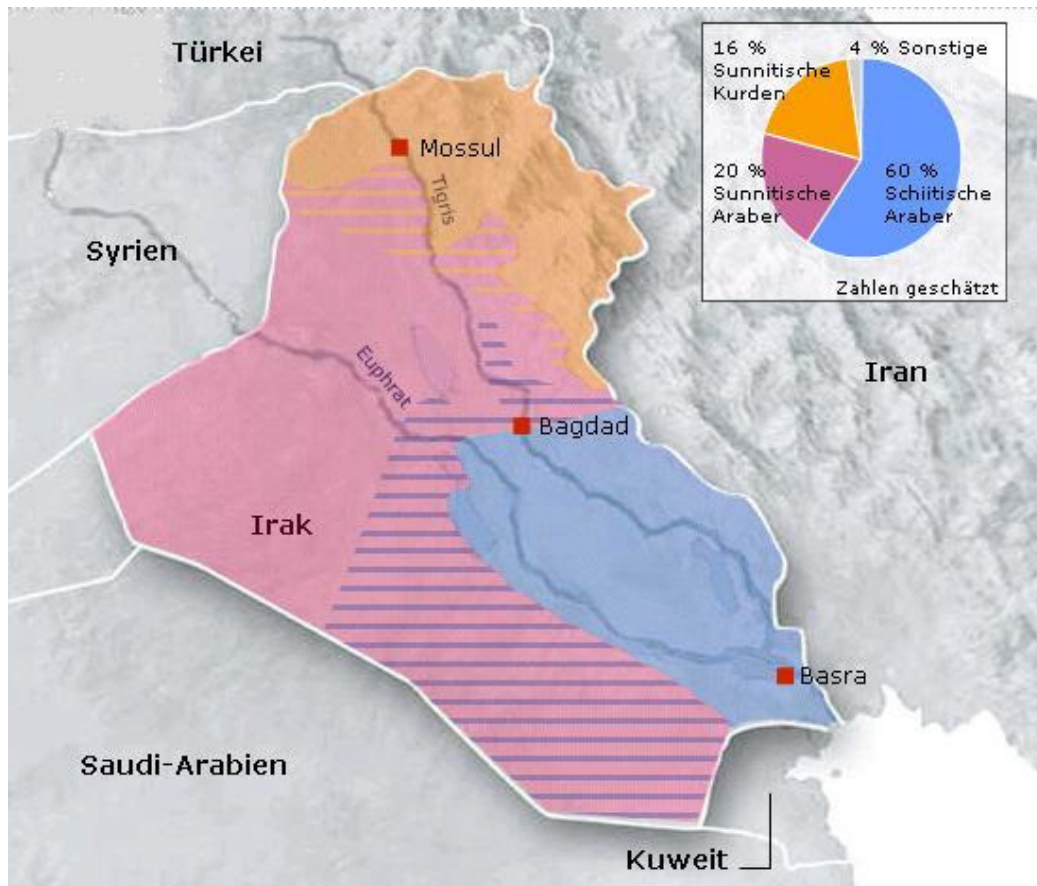 Türkei
16 %
Sunnitische
Kurden
4 % Sonstige
20 %
Sunnitische
Araber
60 %
Schiitische
Araber
Zahlen geschätzt
Mossul
Tigris
Syrien
Euphrat
Iran
Bagdad
Irak
Basra
Saudi-Arabien
Kuweit